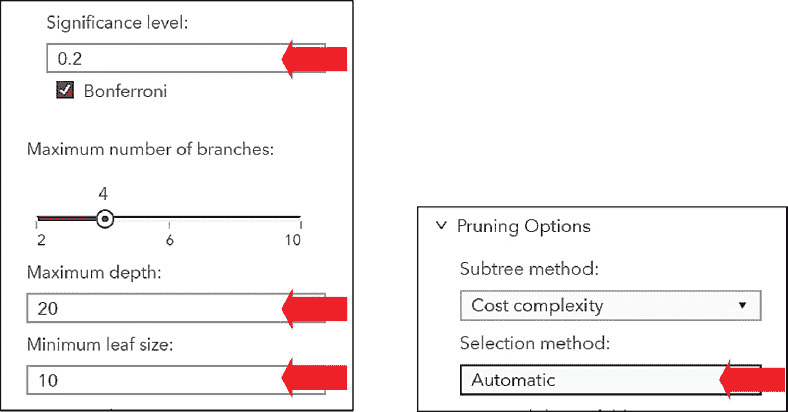 Significance level:
0.2
Bonferroni
Maximum number of branches:
4
2 6 10
Maximum depth:
20
Minimum leaf size:
10
Pruning Options
Subtree method:
Cost complexity
Selection method:
Automatic